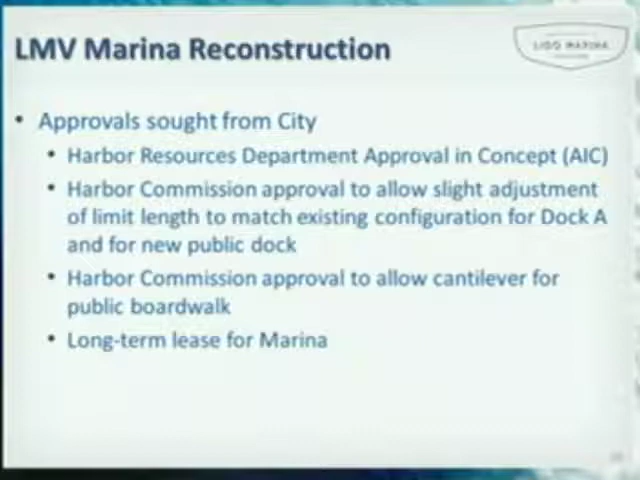 LMV Marina Reconstruction
LIDO MARINA
• Approvals sought from City
• Harbor Resources Department Approval in Concept (AIC)
• Harbor Commission approval to allow slight adjustment
of limit length to match existing configuration for Dock A
and for new public dock
• Harbor Commission approval to allow cantilever for
public boardwalk
• Long-term lease for Marina